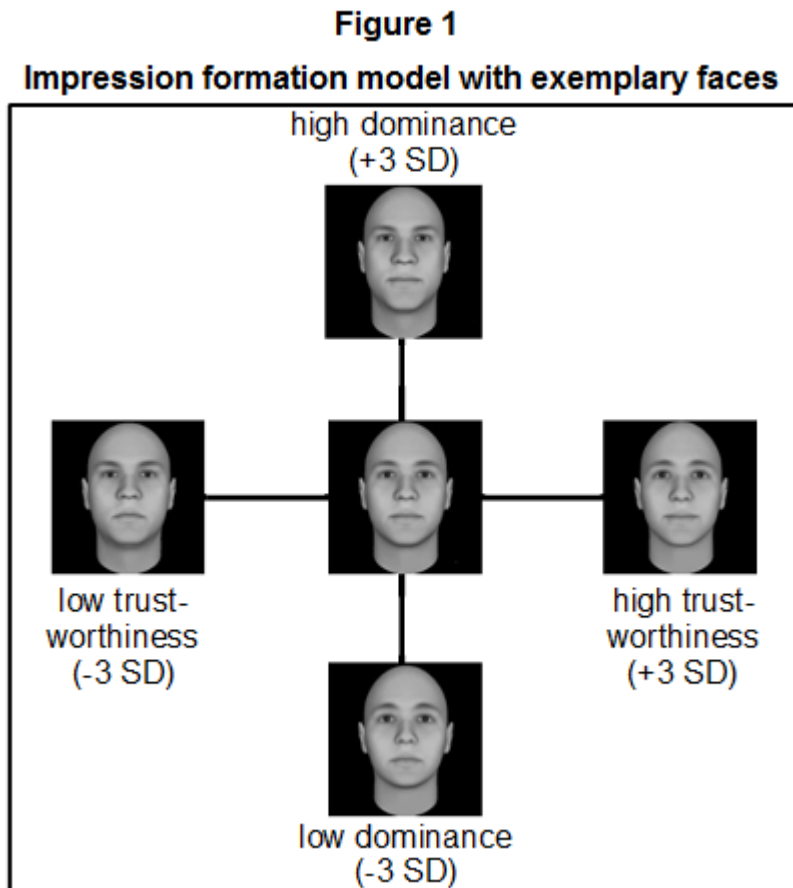 Figure 1
Impression formation model with exemplary faces
high dominance
(+3 SD)
low trust-
worthiness
(-3 SD)
high trust-
worthiness
(+3 SD)
low dominance
(-3 SD)